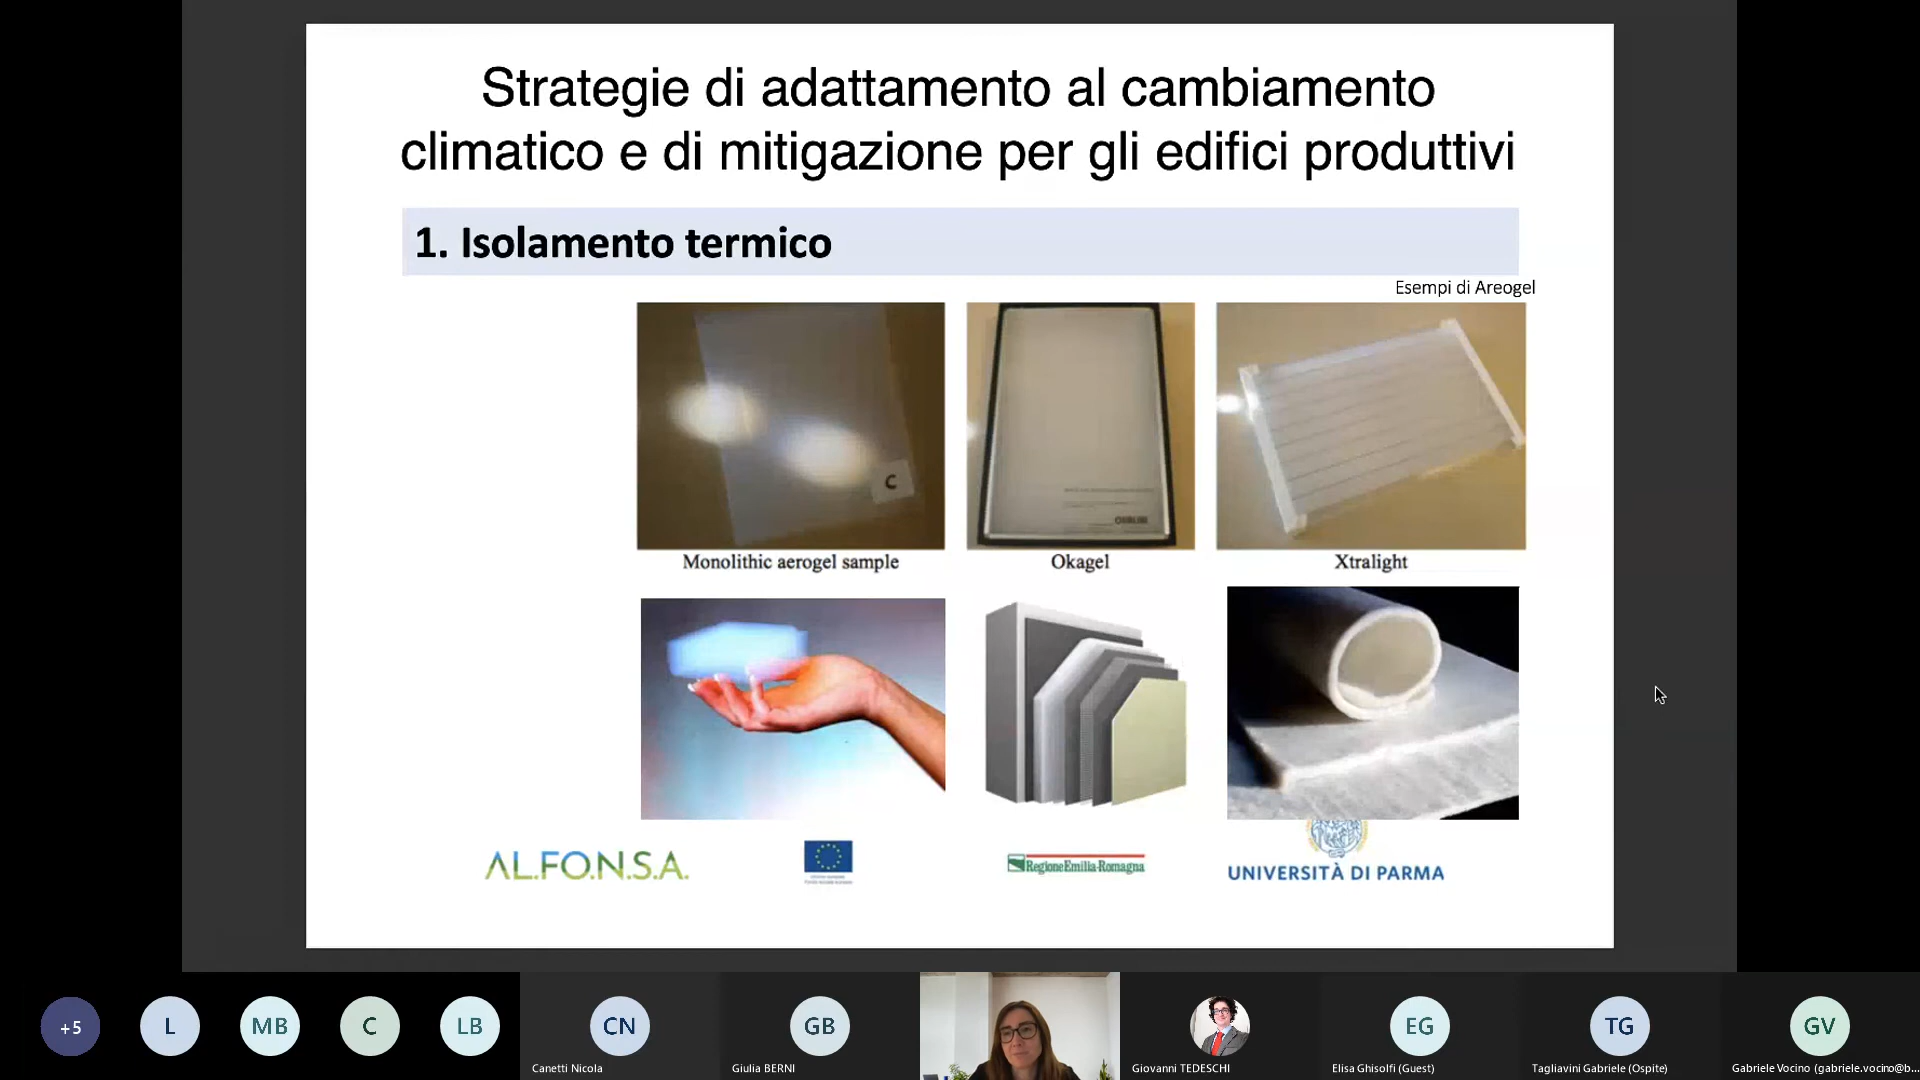 Strategie di adattamento al cambiamento
climatico e di mitigazione per gli edifici produttivi
1. Isolamento termico
Esempi di Areogel
C
Monolithic aerogel sample
Okagel
Xtralight
AL.FO.N.S.A.
RegioneEmilia-Romagna
UNIVERSITÀ DI PARMA
+5
L
MB
C
LB
CN
GB
EG
TG
GV
Canetti Nicola
Giulia BERNI
Giovanni TEDESCHI
Elisa Ghisolfi (Guest)
Tagliavini Gabriele (Ospite)
Gabriele Vocino (gabriele.vocino@b...